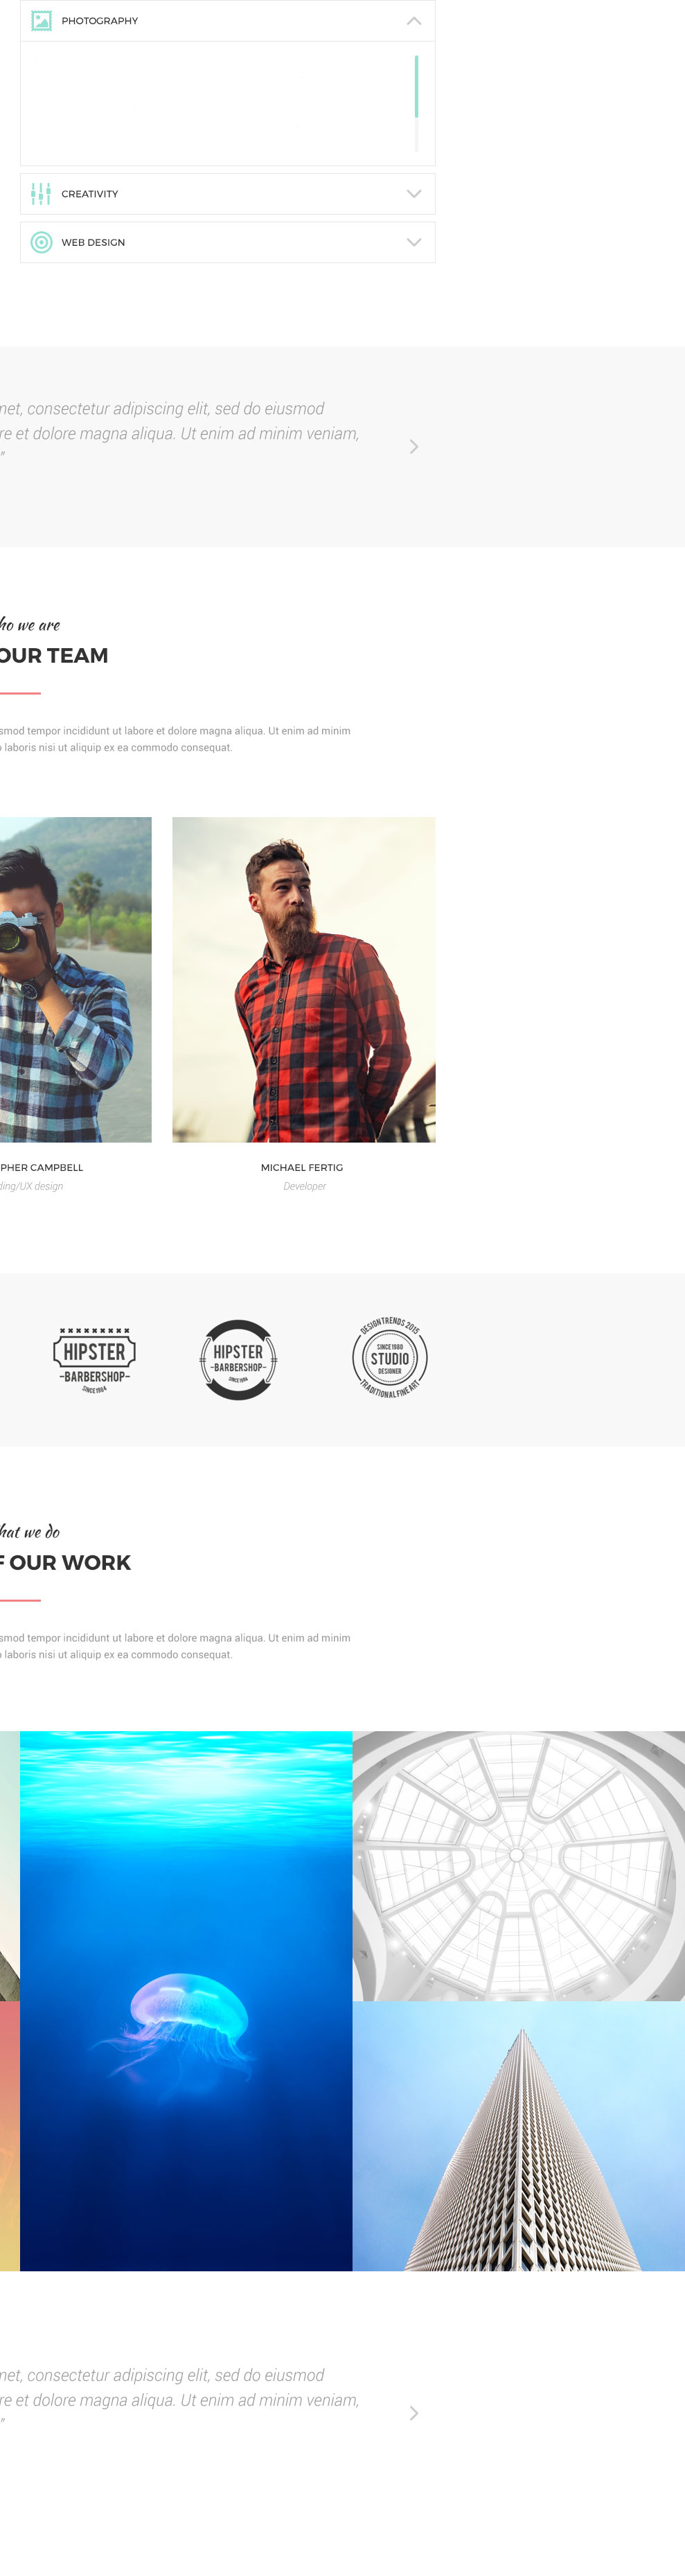 PHOTOGRAPHY
CREATIVITY
WEB DESIGN
met, consectetur adipiscing elit, sed do eiusmod
re et dolore magna aliqua. Ut enim ad minim veniam,
"
ho we are
OUR TEAM
smod tempor incididunt ut labore et dolore magna aliqua. Ut enim ad minim
o laboris nisi ut aliquip ex ea commodo consequat.
PHER CAMPBELL
ding/UX design
MICHAEL FERTIG
Developer
HIPSTER
-BARBERSHOP-
SINCE 1984
HIPSTER
-BARBERSHOP-
SINCE 1984
DESIGN TRENDS 2015
SINCE 1980
STUDIO
DESIGNER
TRADITIONAL FINE ART
hat we do
F OUR WORK
smod tempor incididunt ut labore et dolore magna aliqua. Ut enim ad minim
o laboris nisi ut aliquip ex ea commodo consequat.
met, consectetur adipiscing elit, sed do eiusmod
re et dolore magna aliqua. Ut enim ad minim veniam,
"